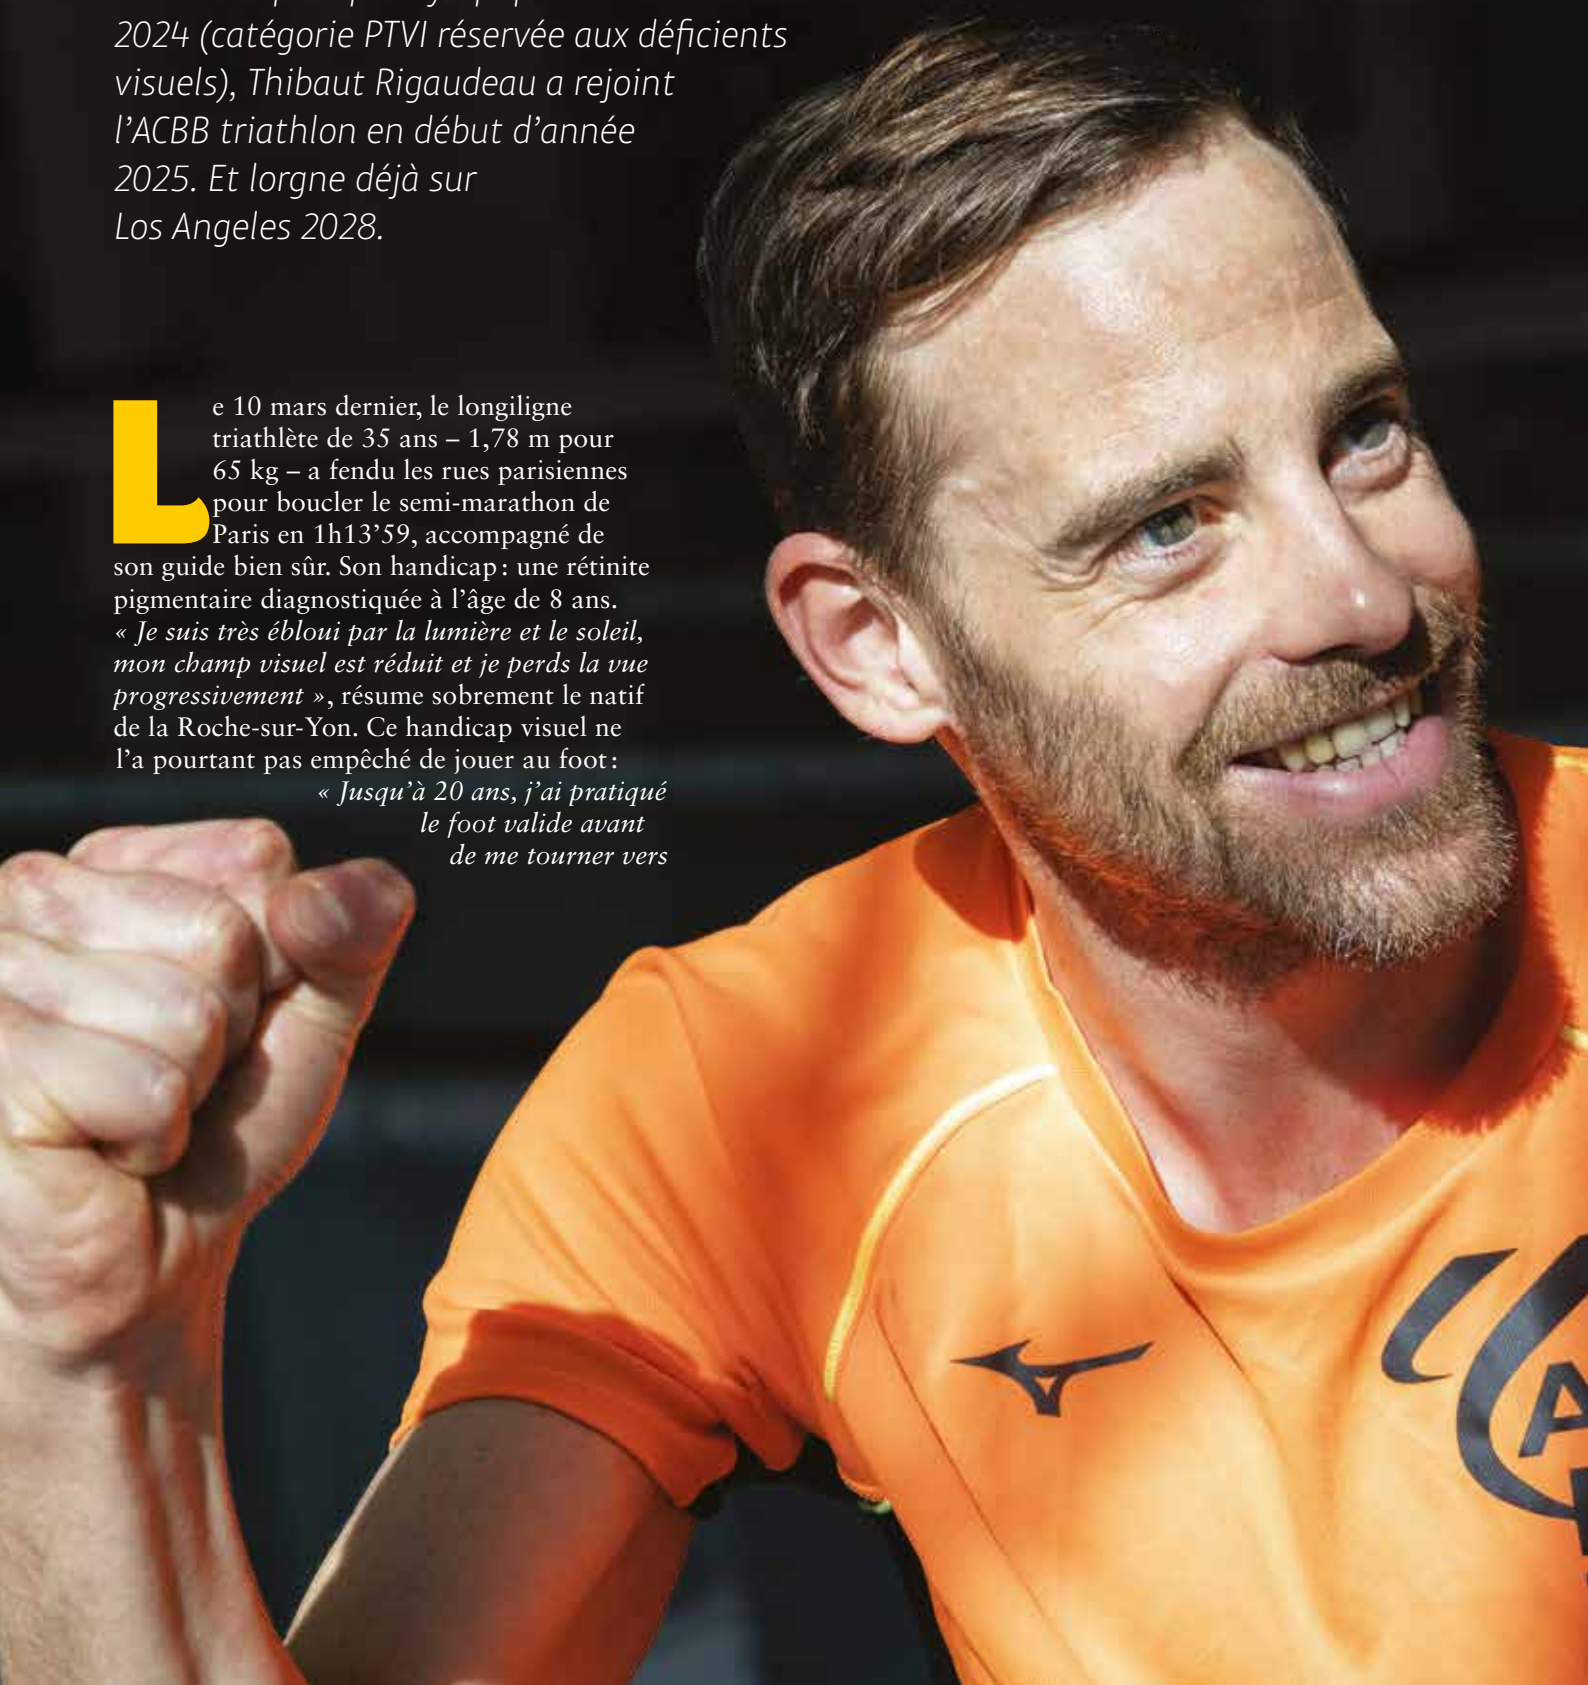 2024 (catégorie PTVI réservée aux déficients
visuels), Thibaut Rigaudeau a rejoint
l’ACBB triathlon en début d’année
2025. Et lorgne déjà sur
Los Angeles 2028.
Le 10 mars dernier, le longiligne
triathlète de 35 ans – 1,78 m pour
65 kg – a fendu les rues parisiennes
pour boucler le semi-marathon de
Paris en 1h13’59, accompagné de
son guide bien sûr. Son handicap : une rétinite
pigmentaire diagnostiquée à l’âge de 8 ans.
« Je suis très ébloui par la lumière et le soleil,
mon champ visuel est réduit et je perds la vue
progressivement », résume sobrement le natif
de la Roche-sur-Yon. Ce handicap visuel ne
l’a pourtant pas empêché de jouer au foot :
« Jusqu’à 20 ans, j’ai pratiqué
le foot valide avant
de me tourner vers